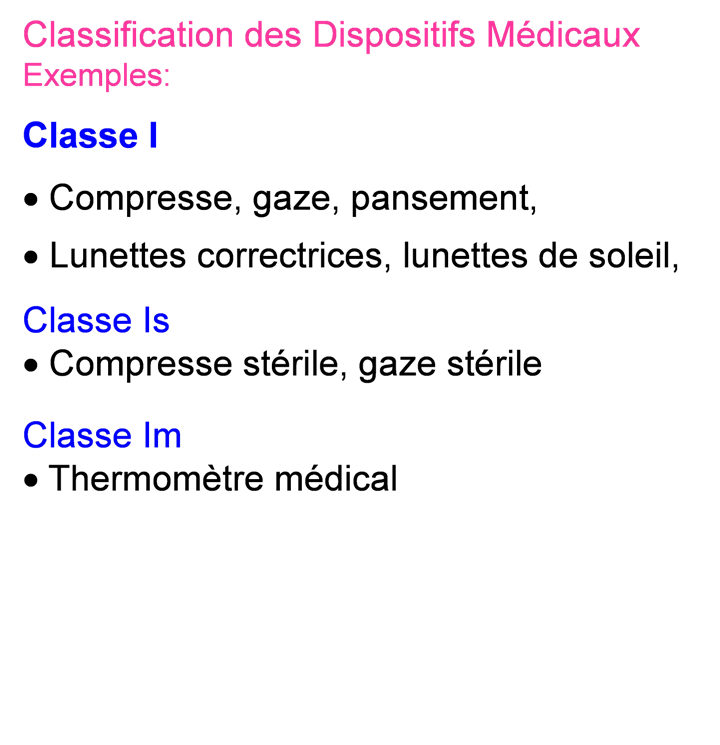 Classification des Dispositifs Médicaux
Exemples:
Classe I
• Compresse, gaze, pansement,
• Lunettes correctrices, lunettes de soleil,
Classe Is
• Compresse stérile, gaze stérile
Classe Im
• Thermomètre médical